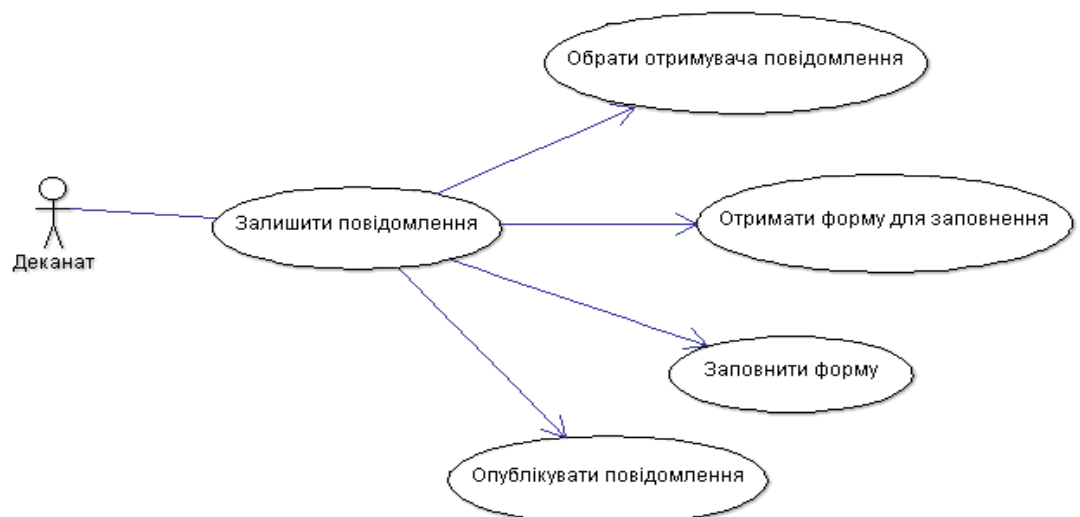 Обрати отримувача повідомлення
Залишити повідомлення
Отримати форму для заповнення
Деканат
Заповнити форму
Опублікувати повідомлення